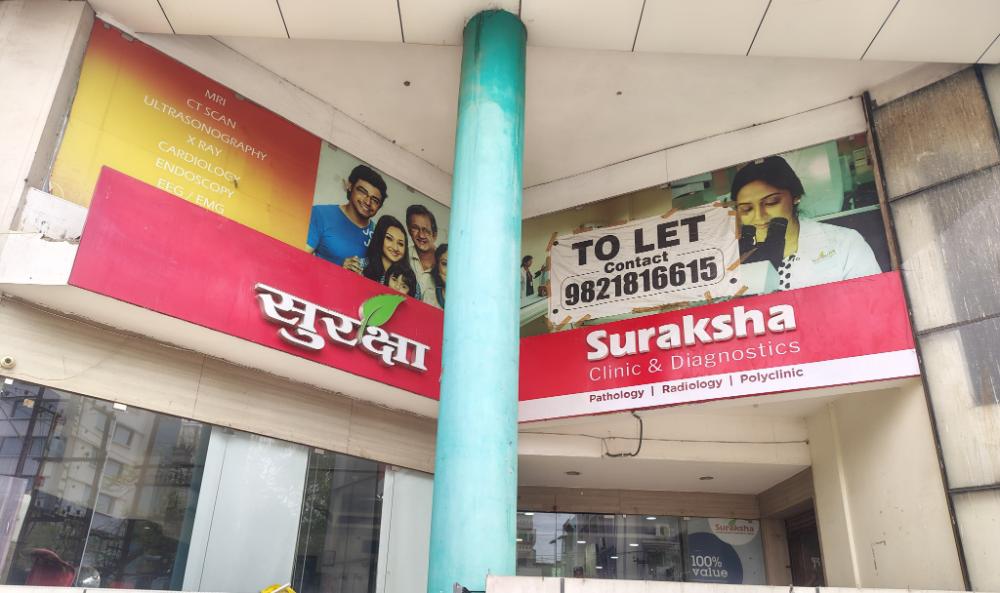 MRI
CT SCAN
ULTRASONOGRAPHY
X RAY
CARDIOLOGY
ENDOSCOPY
EEG / EMG
सुरक्षा
TO LET
Contact
9821816615
Suraksha
Clinic & Diagnostics
Pathology | Radiology | Polyclinic
Suraksha
100%
value